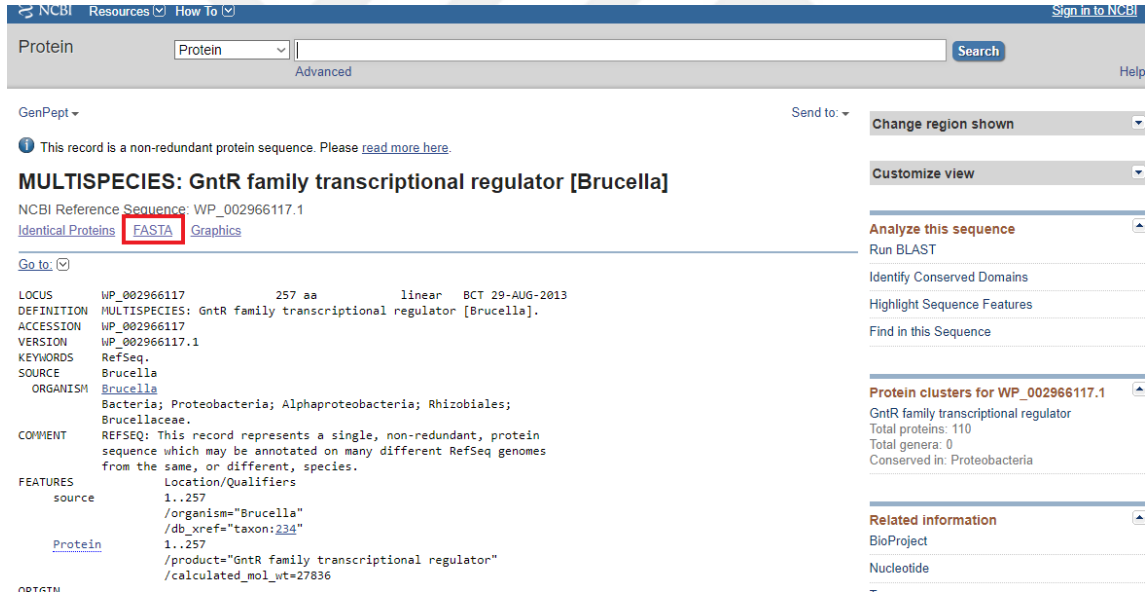 NCBI Resources How To Sign in to NCBI
Protein Protein Search
Advanced Help
GenPept Send to:
This record is a non-redundant protein sequence. Please read more here.
MULTISPECIES: GntR family transcriptional regulator [Brucella]
NCBI Reference Sequence: WP_002966117.1
Identical Proteins FASTA Graphics
Go to:
LOCUS WP_002966117 257 aa linear BCT 29-AUG-2013
DEFINITION MULTISPECIES: GntR family transcriptional regulator [Brucella].
ACCESSION WP_002966117
VERSION WP_002966117.1
KEYWORDS RefSeq.
SOURCE Brucella
ORGANISM Brucella
Bacteria; Proteobacteria; Alphaproteobacteria; Rhizobiales;
Brucellaceae.
COMMENT REFSEQ: This record represents a single, non-redundant, protein
sequence which may be annotated on many different RefSeq genomes
from the same, or different, species.
FEATURES Location/Qualifiers
source 1..257
/organism="Brucella"
/db_xref="taxon:234"
Protein 1..257
/product="GntR family transcriptional regulator"
/calculated_mol_wt=27836
ORIGIN
Change region shown
Customize view
Analyze this sequence
Run BLAST
Identify Conserved Domains
Highlight Sequence Features
Find in this Sequence
Protein clusters for WP_002966117.1
GntR family transcriptional regulator
Total proteins: 110
Total genera: 0
Conserved in: Proteobacteria
Related information
BioProject
Nucleotide